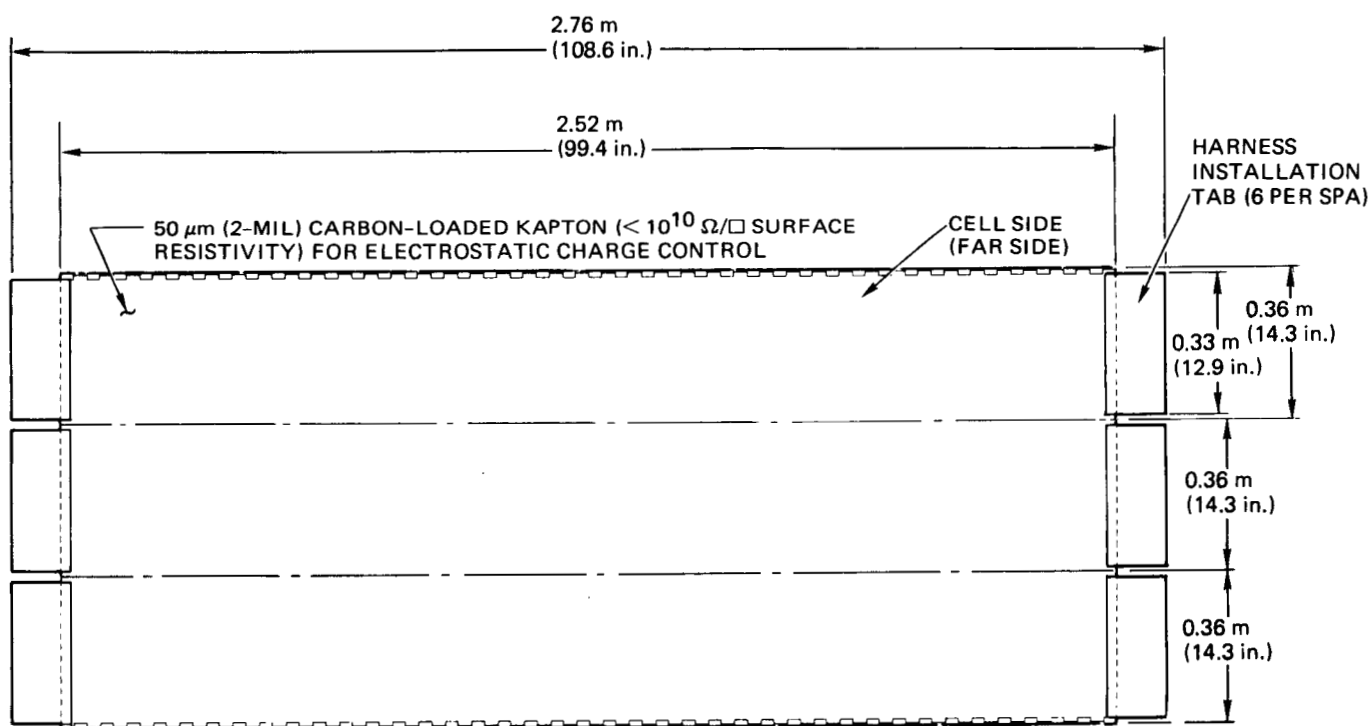 2.76 m
(108.6 in.)
2.52 m
(99.4 in.)
HARNESS
INSTALLATION
TAB (6 PER SPA)
50 μm (2-MIL) CARBON-LOADED KAPTON (< 10¹⁰ Ω/□ SURFACE
RESISTIVITY) FOR ELECTROSTATIC CHARGE CONTROL
CELL SIDE
(FAR SIDE)
0.36 m
(14.3 in.)
0.33 m
(12.9 in.)
0.36 m
(14.3 in.)
0.36 m
(14.3 in.)